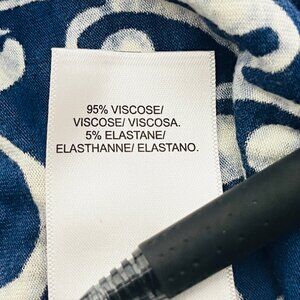 95% VISCOSE/
VISCOSE/ VISCOSA.
5% ELASTANE/
ELASTHANNE/ ELASTANO.